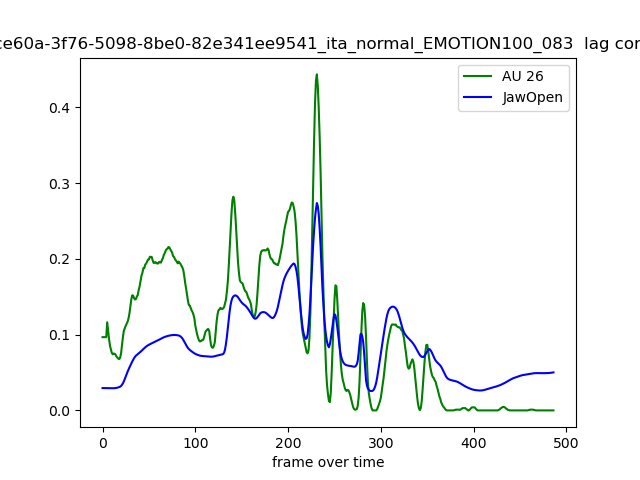 ce60a-3f76-5098-8be0-82e341ee9541_ita_normal_EMOTION100_083 lag cor
AU 26
JawOpen
0.4
0.3
0.2
0.1
0.0
0 100 200 300 400 500
frame over time